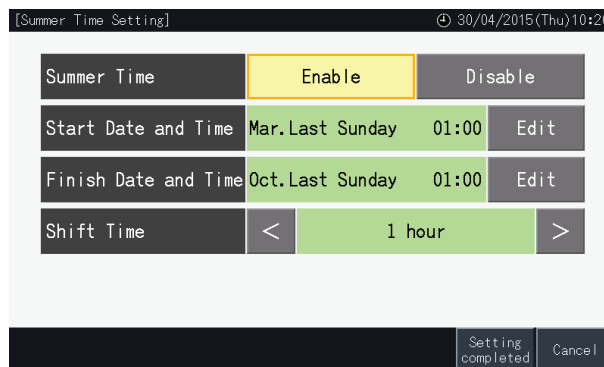 [Summer Time Setting] 30/04/2015(Thu)10:20
Summer Time Enable Disable
Start Date and Time Mar.Last Sunday 01:00 Edit
Finish Date and Time Oct.Last Sunday 01:00 Edit
Shift Time < 1 hour >
Setting
completed Cancel